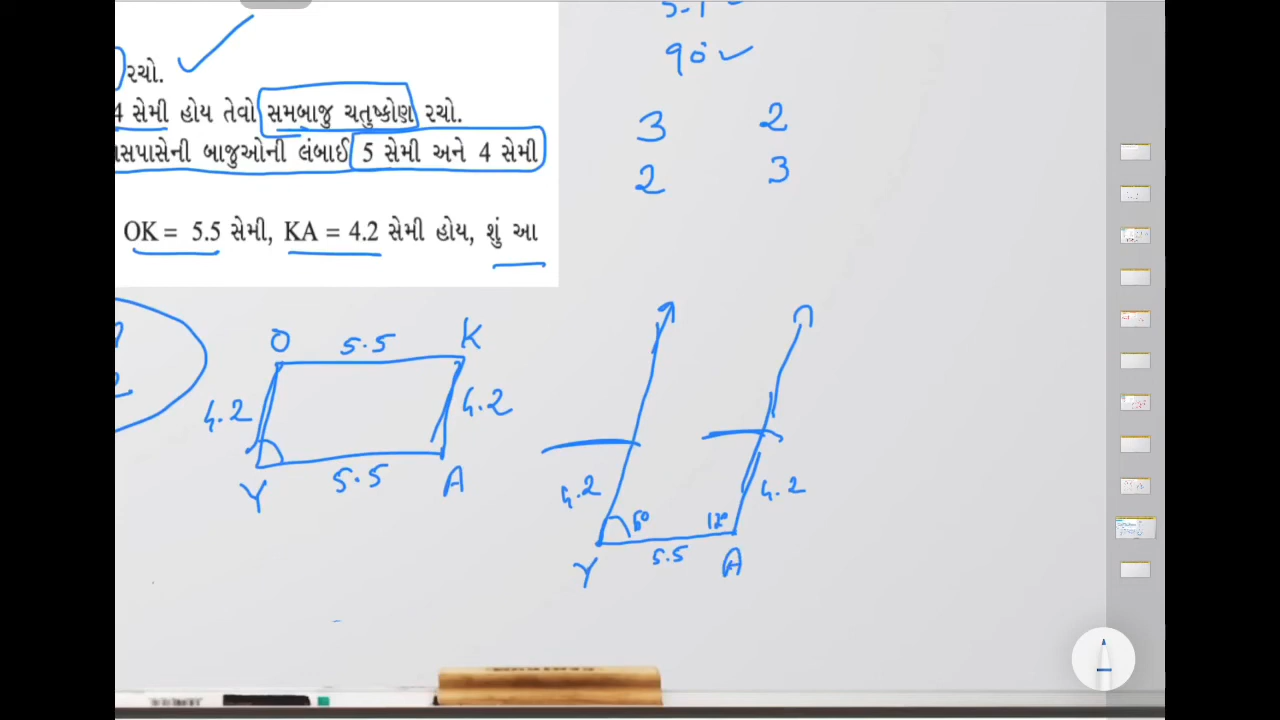 રચો.
4 સેમી હોય તેવો સમબાજુ ચતુષ્કોણ રચો.
સપાસેની બાજુઓની લંબાઈ 5 સેમી અને 4 સેમી
OK = 5.5 સેમી, KA = 4.2 સેમી હોય, શું આ
90°
3 2
2 3
O 5.5 K
4.2 4.2
Y 5.5 A
4.2 4.2
60 120
Y 5.5 A